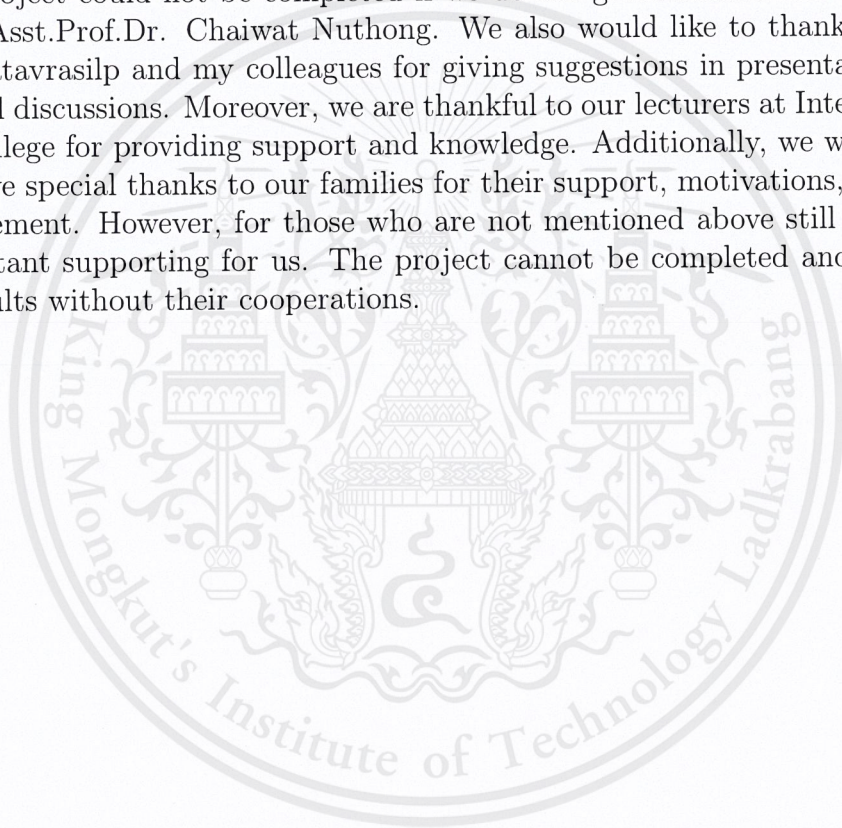 Asst.Prof.Dr. Chaiwat Nuthong. We also would like to thank
tavrasilp and my colleagues for giving suggestions in presenta
d discussions. Moreover, we are thankful to our lecturers at Inte
llege for providing support and knowledge. Additionally, we w
e special thanks to our families for their support, motivations,
ement. However, for those who are not mentioned above still
tant supporting for us. The project cannot be completed and
ults without their cooperations.
King Mongkut's Institute of Technology Ladkrabang